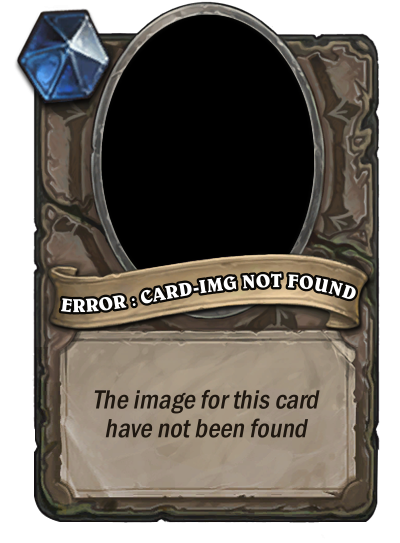 ERROR : CARD-IMG NOT FOUND
The image for this card
have not been found